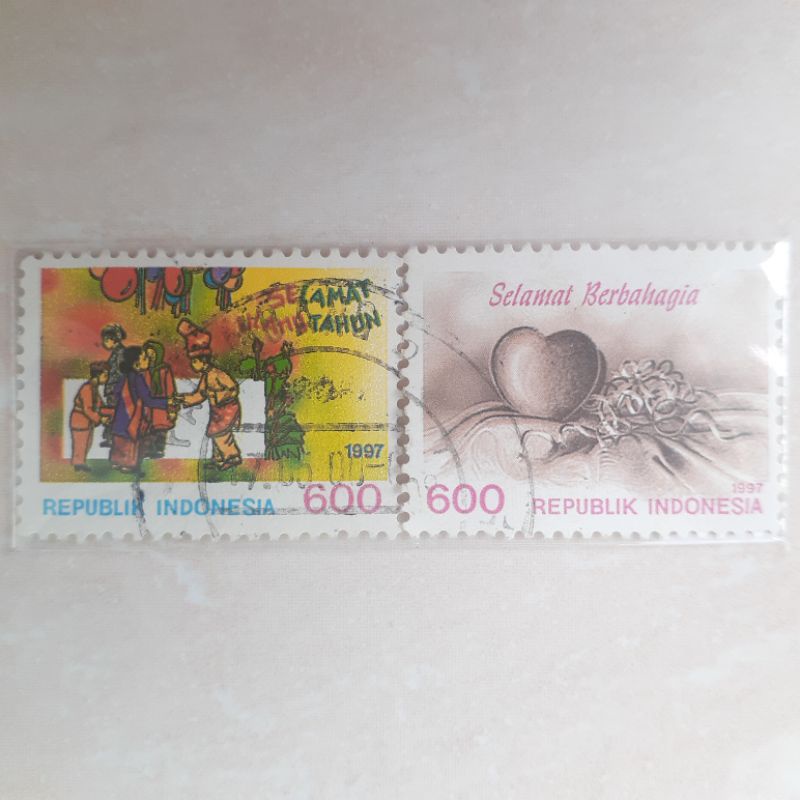 SELAMAT
ULANG TAHUN
1997
REPUBLIK INDONESIA 600
Selamat Berbahagia
1997
600 REPUBLIK INDONESIA